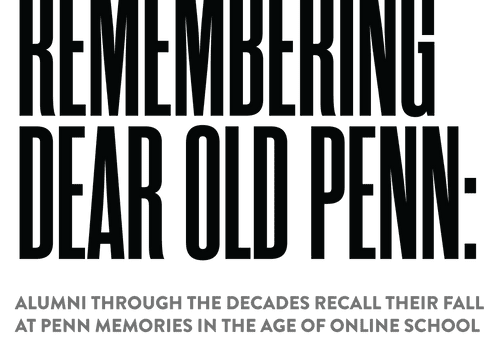 REMEMBERING
DEAR OLD PENN:
ALUMNI THROUGH THE DECADES RECALL THEIR FALL
AT PENN MEMORIES IN THE AGE OF ONLINE SCHOOL